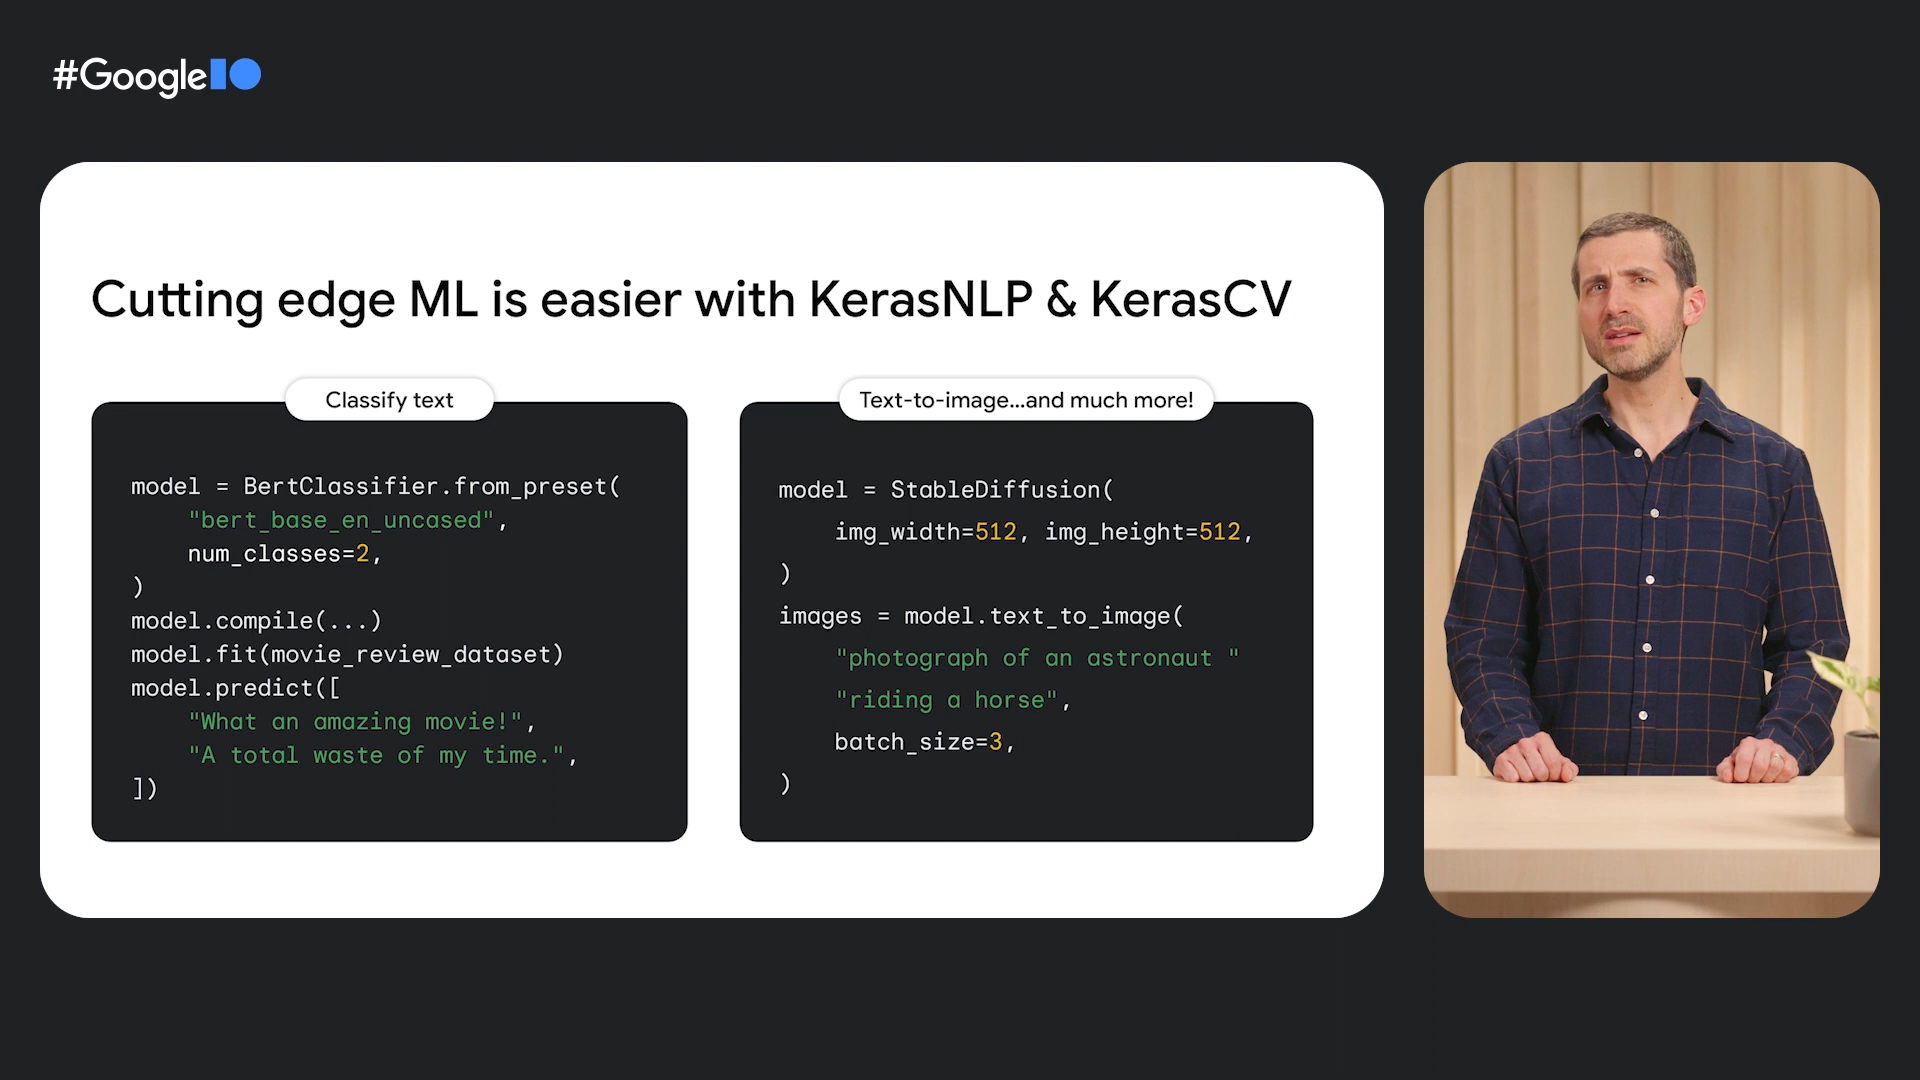 #GoogleIO
Cutting edge ML is easier with KerasNLP & KerasCV
Classify text
model = BertClassifier.from_preset(
    "bert_base_en_uncased",
    num_classes=2,
)
model.compile(...)
model.fit(movie_review_dataset)
model.predict([
    "What an amazing movie!",
    "A total waste of my time.",
])
Text-to-image...and much more!
model = StableDiffusion(
    img_width=512, img_height=512,
)
images = model.text_to_image(
    "photograph of an astronaut "
    "riding a horse",
    batch_size=3,
)